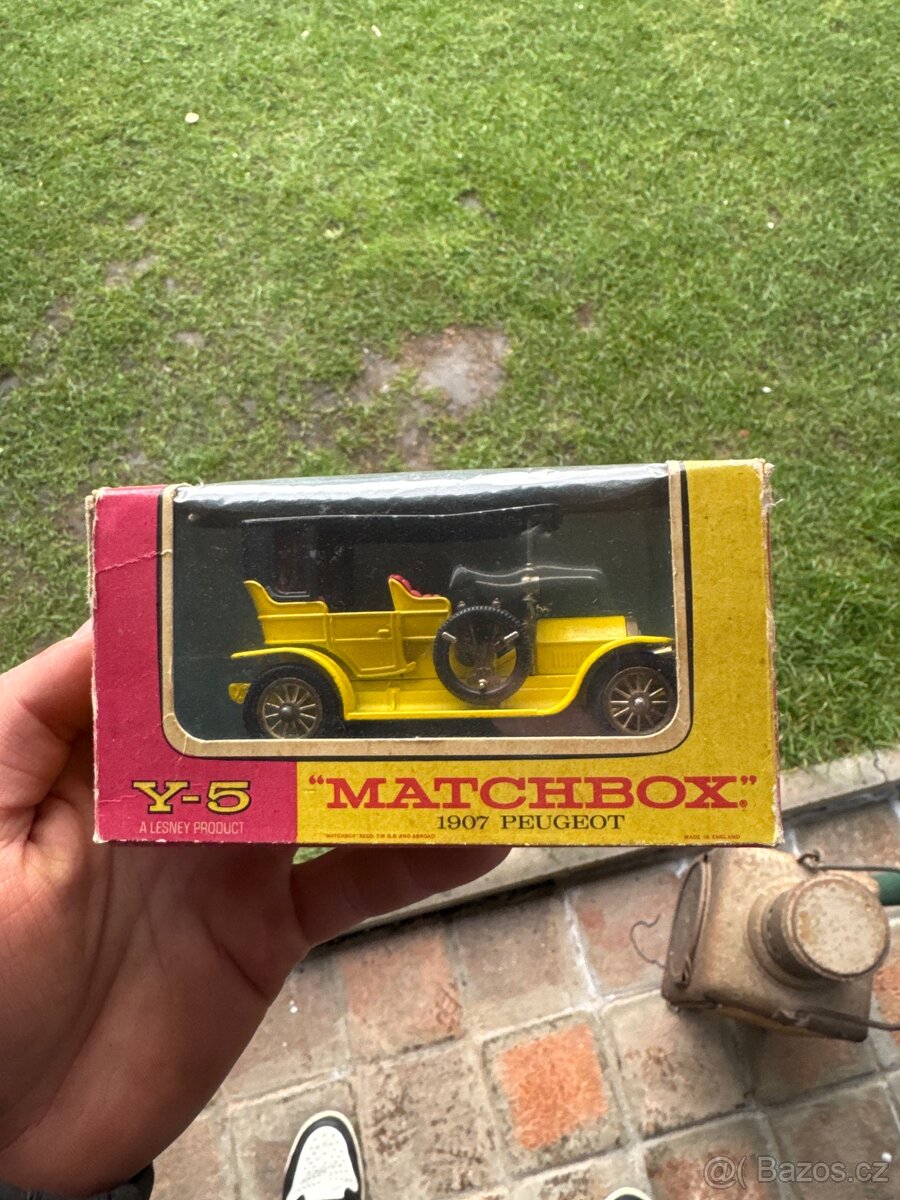 Y-5
A LESNEY PRODUCT
"MATCHBOX"®
1907 PEUGEOT
"MATCHBOX" REGD T.M. G.B. AND ABROAD
MADE IN ENGLAND
@( Bazos.cz